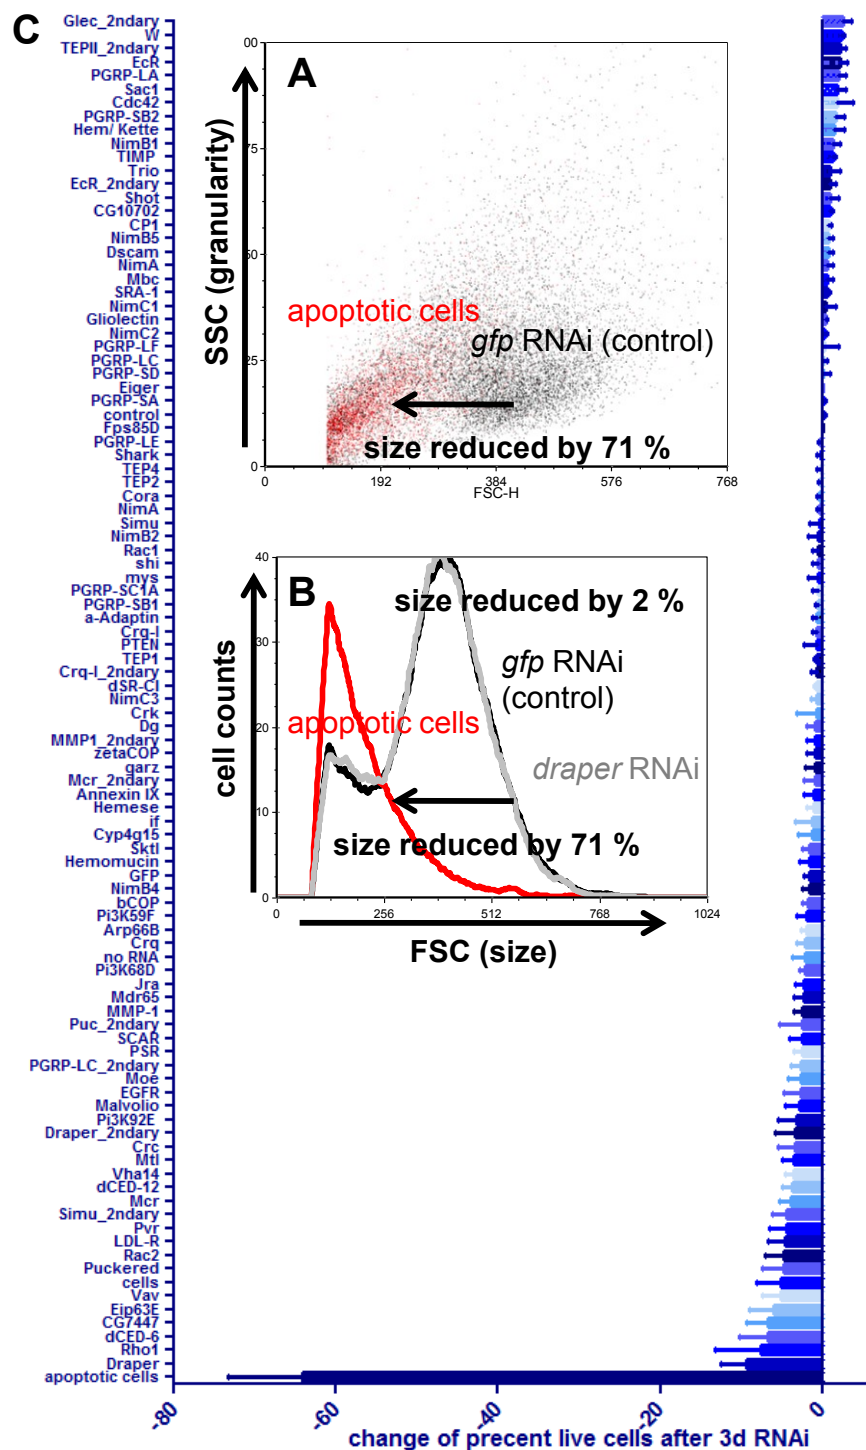 C
Glec_2ndary
W
TEPII_2ndary
EcR
PGRP-LA
Sac1
Cdc42
PGRP-SB2
Hem/ Kette
NimB1
TIMP
Trio
EcR_2ndary
Shot
CG10702
CP1
NimB5
Dscam
NimA
Mbc
SRA-1
NimC1
Gliolectin
NimC2
PGRP-LF
PGRP-LC
PGRP-SD
Eiger
PGRP-SA
control
Fps85D
PGRP-LE
Shark
TEP4
TEP2
Cora
NimA
Simu
NimB2
Rac1
shi
mys
PGRP-SC1A
PGRP-SB1
a-Adaptin
Crq-I
PTEN
TEP1
Crq-I_2ndary
dSR-CI
NimC3
Crk
Dg
MMP1_2ndary
zetaCOP
garz
Mcr_2ndary
Annexin IX
Hemese
if
Cyp4g15
Sktl
Hemomucin
GFP
NimB4
bCOP
Pi3K59F
Arp66B
Crq
no RNA
Pi3K68D
Jra
Mdr65
MMP-1
Puc_2ndary
SCAR
PSR
PGRP-LC_2ndary
Moe
EGFR
Malvolio
Pi3K92E
Draper_2ndary
Crc
Mtl
Vha14
dCED-12
Mcr
Simu_2ndary
Pvr
LDL-R
Rac2
Puckered
cells
Vav
Eip63E
CG7447
dCED-6
Rho1
Draper
apoptotic cells
-80 -60 -40 -20 0
change of precent live cells after 3d RNAi
A
SSC (granularity)
00
75
50
25
0
apoptotic cells
gfp RNAi (control)
size reduced by 71 %
0 192 384 576 768
FSC-H
B
cell counts
40
30
20
10
0
size reduced by 2 %
gfp RNAi
(control)
apoptotic cells
draper RNAi
size reduced by 71 %
0 256 512 768 1024
FSC (size)